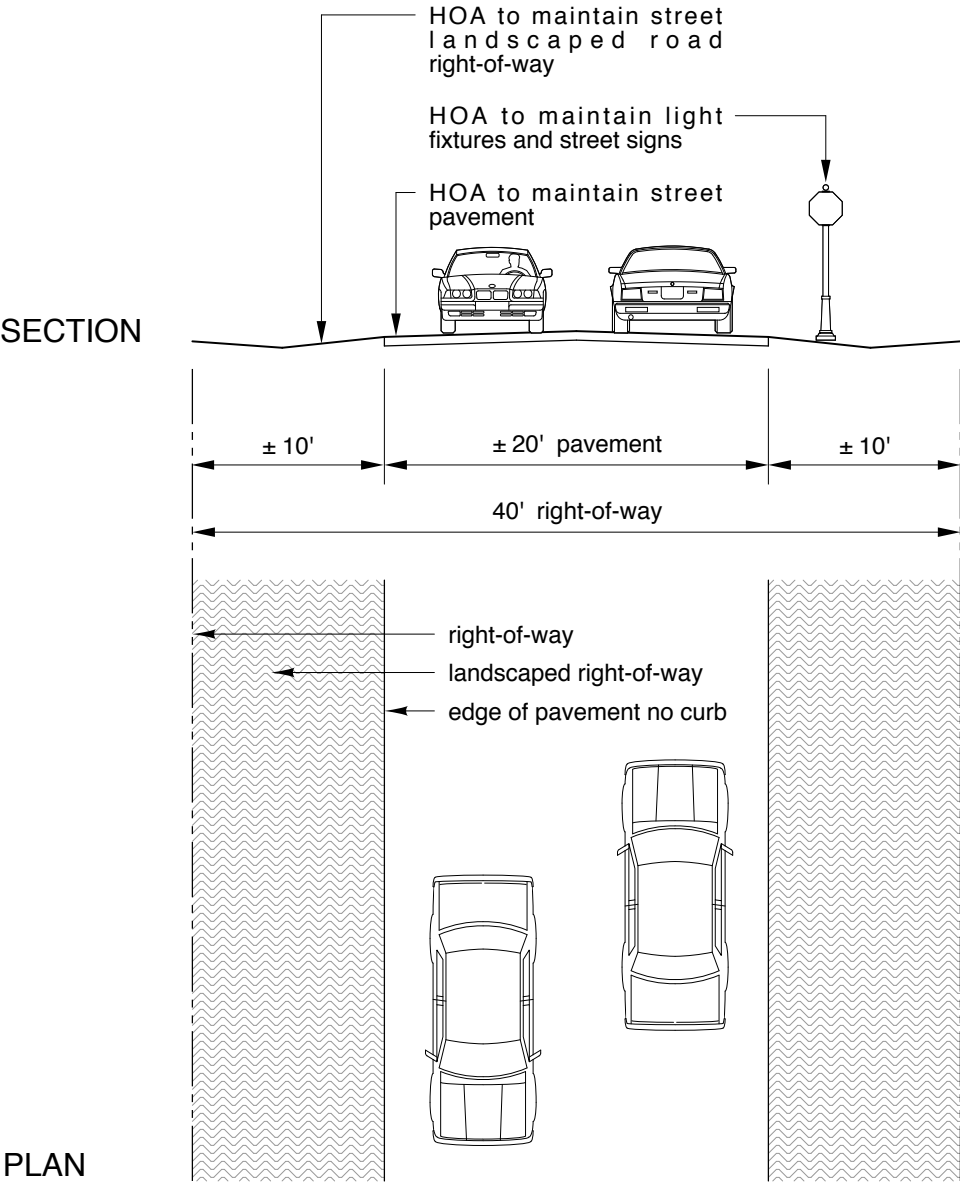 HOA to maintain street
landscaped road
right-of-way
HOA to maintain light
fixtures and street signs
HOA to maintain street
pavement
SECTION
± 10'
± 20' pavement
± 10'
40' right-of-way
right-of-way
landscaped right-of-way
edge of pavement no curb
PLAN